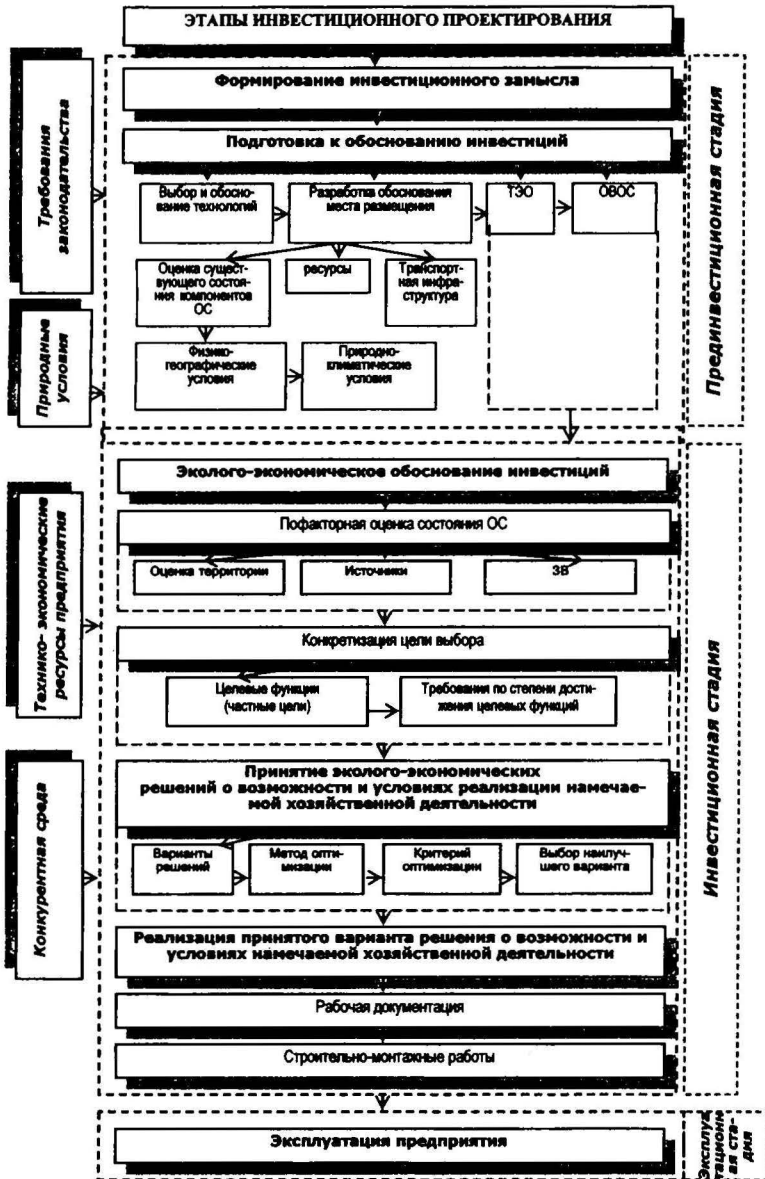 ЭТАПЫ ИНВЕСТИЦИОННОГО ПРОЕКТИРОВАНИЯ
Формирование инвестиционного замысла
Подготовка к обоснованию инвестиций
Выбор и обосно-
вание технологий
Разработка обоснования
места размещения
ТЭО
ОВОС
Оценка сущест-
вующего состоя-
ния компонентов
ОС
ресурсы
Транспорт-
ная инфра-
структура
Физико-
географические
условия
Природно-
климатические
условия
Требования
законодательства
Природные
условия
Прединвестиционная стадия
Эколого-экономическое обоснование инвестиций
Пофакторная оценка состояния ОС
Оценка территории
Источники
ЗВ
Конкретизация цели выбора
Целевые функции
(частные цели)
Требования по степени дости-
жения целевых функций
Принятие эколого-экономических
решений о возможности и условиях реализации намечае-
мой хозяйственной деятельности
Варианты
решений
Метод опти-
мизации
Критерий
оптимизации
Выбор наилуч-
шего варианта
Реализация принятого варианта решения о возможности и
условиях намечаемой хозяйственной деятельности
Рабочая документация
Строительно-монтажные работы
Технико- экономические
ресурсы предприятия
Конкурентная среда
Инвестиционная стадия
Эксплуатация предприятия
Эксплуа
тационн
ая ста-
дия